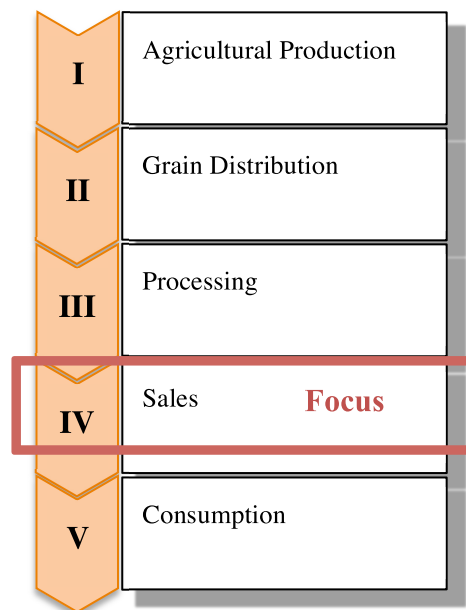 I
Agricultural Production
II
Grain Distribution
III
Processing
IV
Sales
Focus
V
Consumption